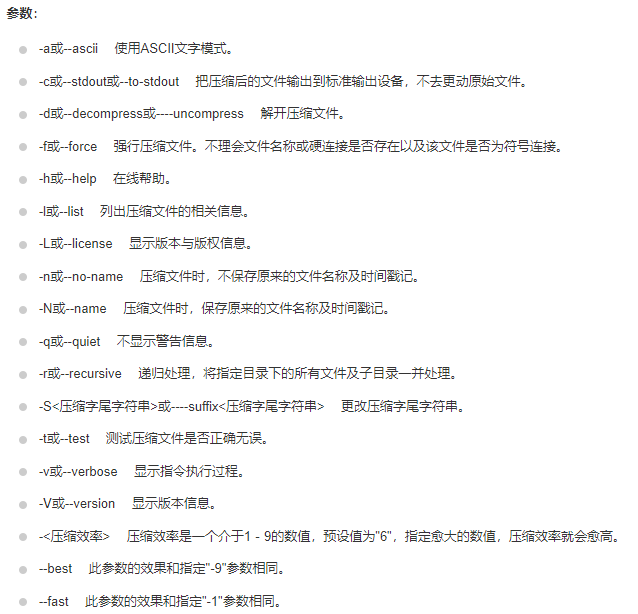 参数：
-a或--ascii 使用ASCII文字模式。
-c或--stdout或--to-stdout 把压缩后的文件输出到标准输出设备，不去更动原始文件。
-d或--decompress或----uncompress 解开压缩文件。
-f或--force 强行压缩文件。不理会文件名称或硬连接是否存在以及该文件是否为符号连接。
-h或--help 在线帮助。
-l或--list 列出压缩文件的相关信息。
-L或--license 显示版本与版权信息。
-n或--no-name 压缩文件时，不保存原来的文件名称及时间戳记。
-N或--name 压缩文件时，保存原来的文件名称及时间戳记。
-q或--quiet 不显示警告信息。
-r或--recursive 递归处理，将指定目录下的所有文件及子目录一并处理。
-S<压缩字尾字符串>或----suffix<压缩字尾字符串> 更改压缩字尾字符串。
-t或--test 测试压缩文件是否正确无误。
-v或--verbose 显示指令执行过程。
-V或--version 显示版本信息。
-<压缩效率> 压缩效率是一个介于1－9的数值，预设值为"6"，指定愈大的数值，压缩效率就会愈高。
--best 此参数的效果和指定"-9"参数相同。
--fast 此参数的效果和指定"-1"参数相同。